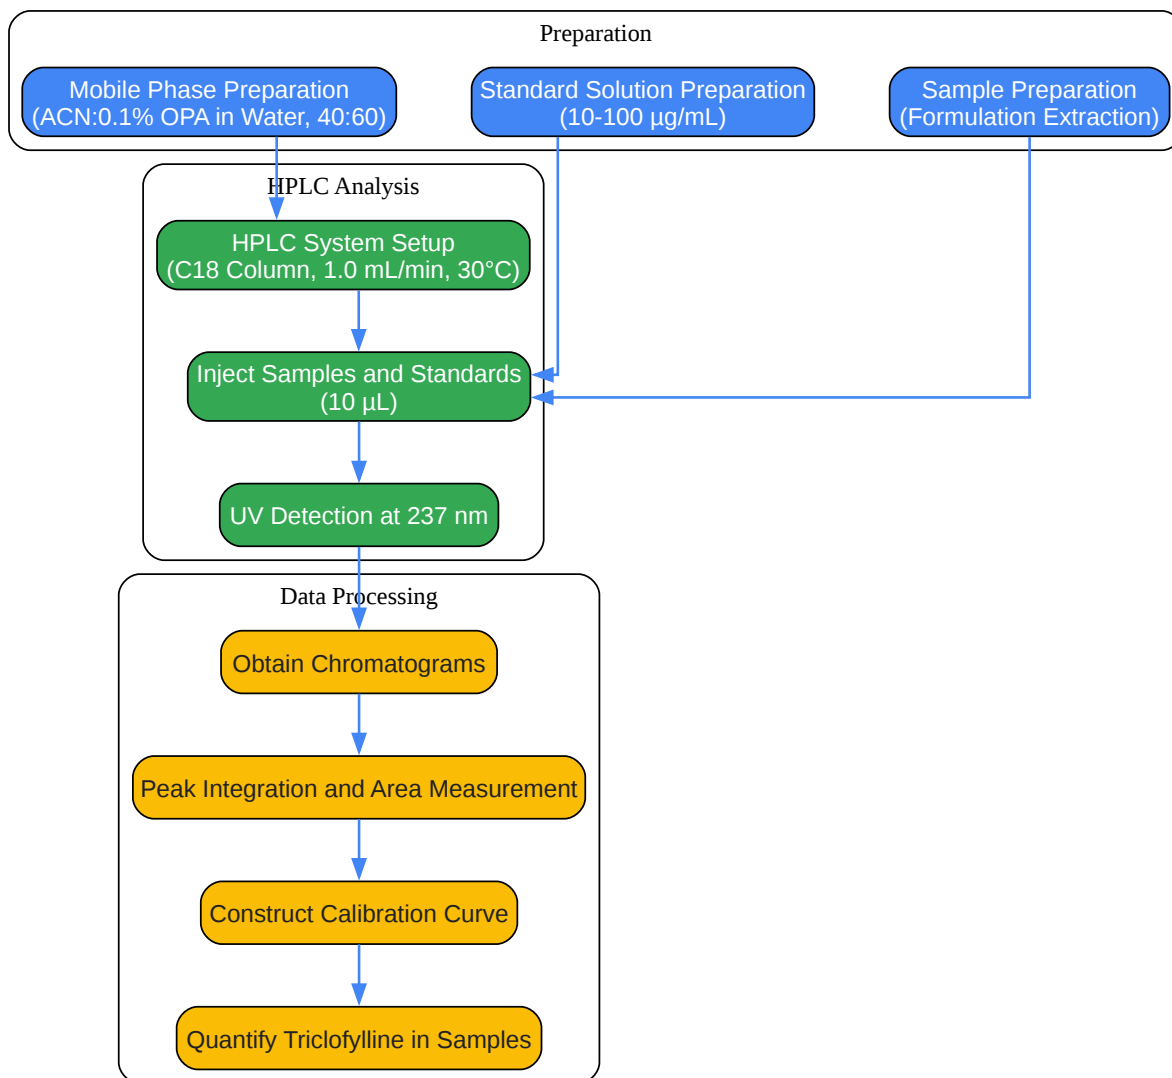 Preparation
Mobile Phase Preparation
(ACN:0.1% OPA in Water, 40:60)
Standard Solution Preparation
(10-100 µg/mL)
Sample Preparation
(Formulation Extraction)
HPLC Analysis
HPLC System Setup
(C18 Column, 1.0 mL/min, 30°C)
Inject Samples and Standards
(10 µL)
UV Detection at 237 nm
Data Processing
Obtain Chromatograms
Peak Integration and Area Measurement
Construct Calibration Curve
Quantify Triclofylline in Samples